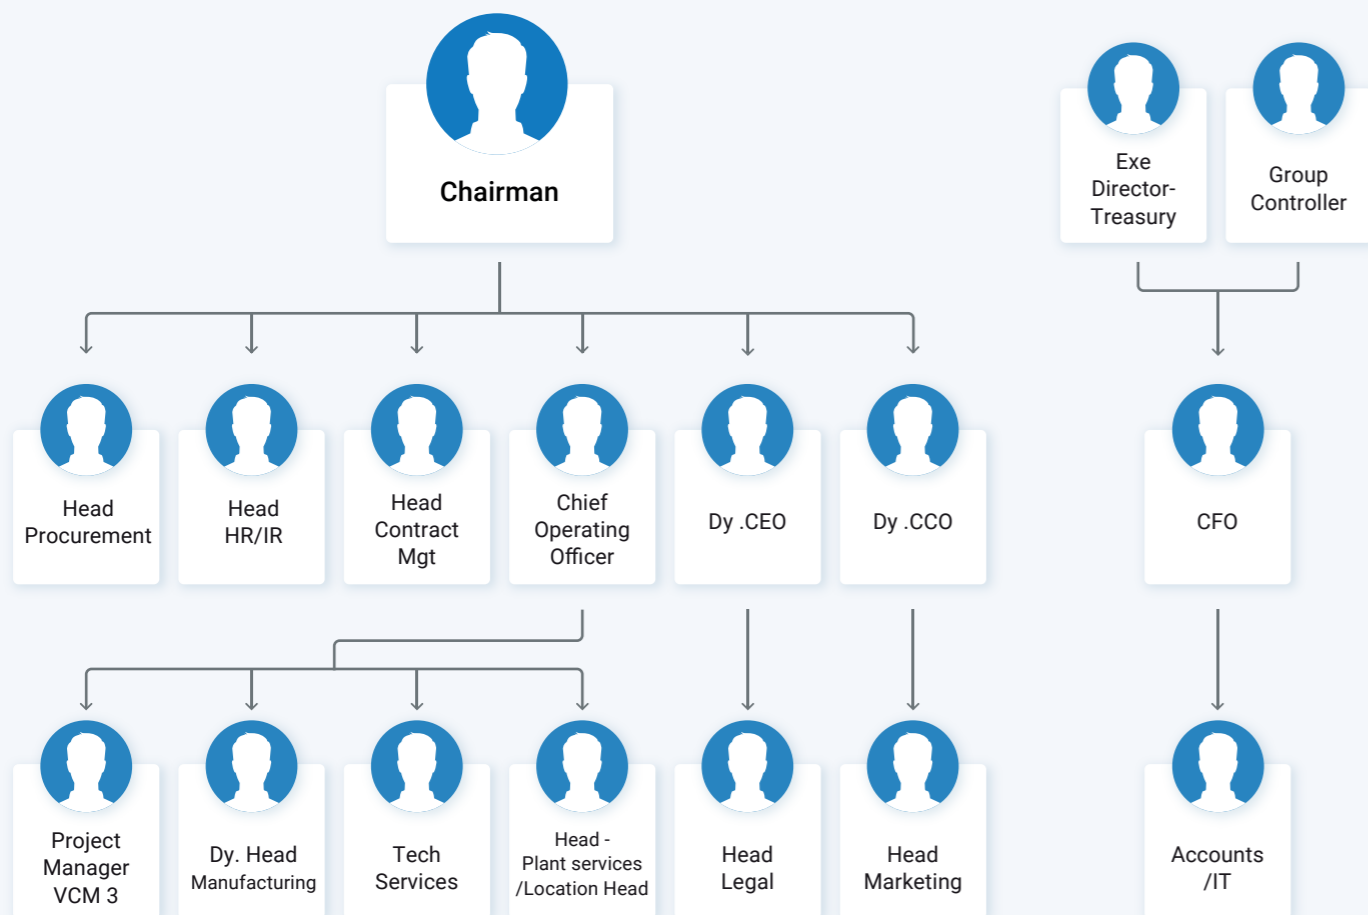 Chairman
Exe
Director-
Treasury
Group
Controller
Head
Procurement
Head
HR/IR
Head
Contract
Mgt
Chief
Operating
Officer
Dy .CEO
Dy .CCO
CFO
Project
Manager
VCM 3
Dy. Head
Manufacturing
Tech
Services
Head -
Plant services
/Location Head
Head
Legal
Head
Marketing
Accounts
/IT